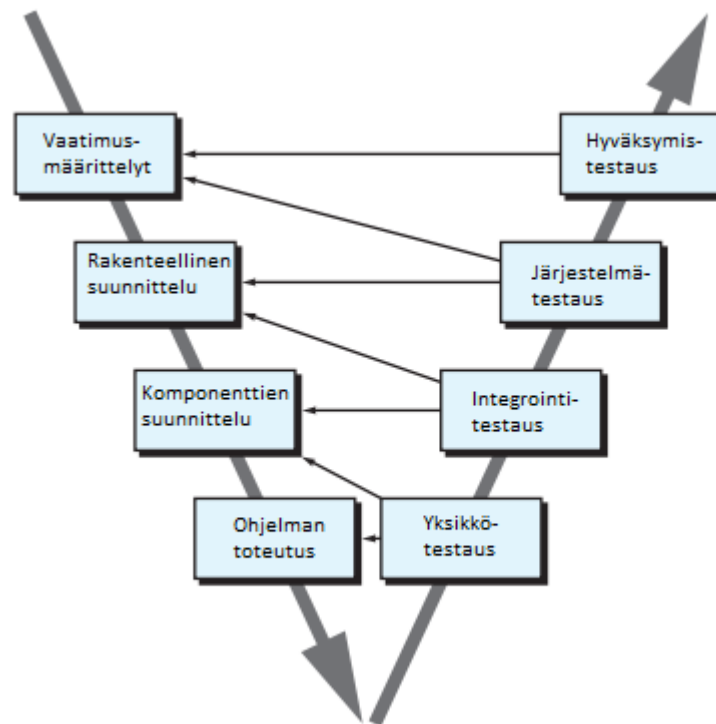 Vaatimus-
määrittelyt
Hyväksymis-
testaus
Rakenteellinen
suunnittelu
Järjestelmä-
testaus
Komponenttien
suunnittelu
Integrointi-
testaus
Ohjelman
toteutus
Yksikkö-
testaus